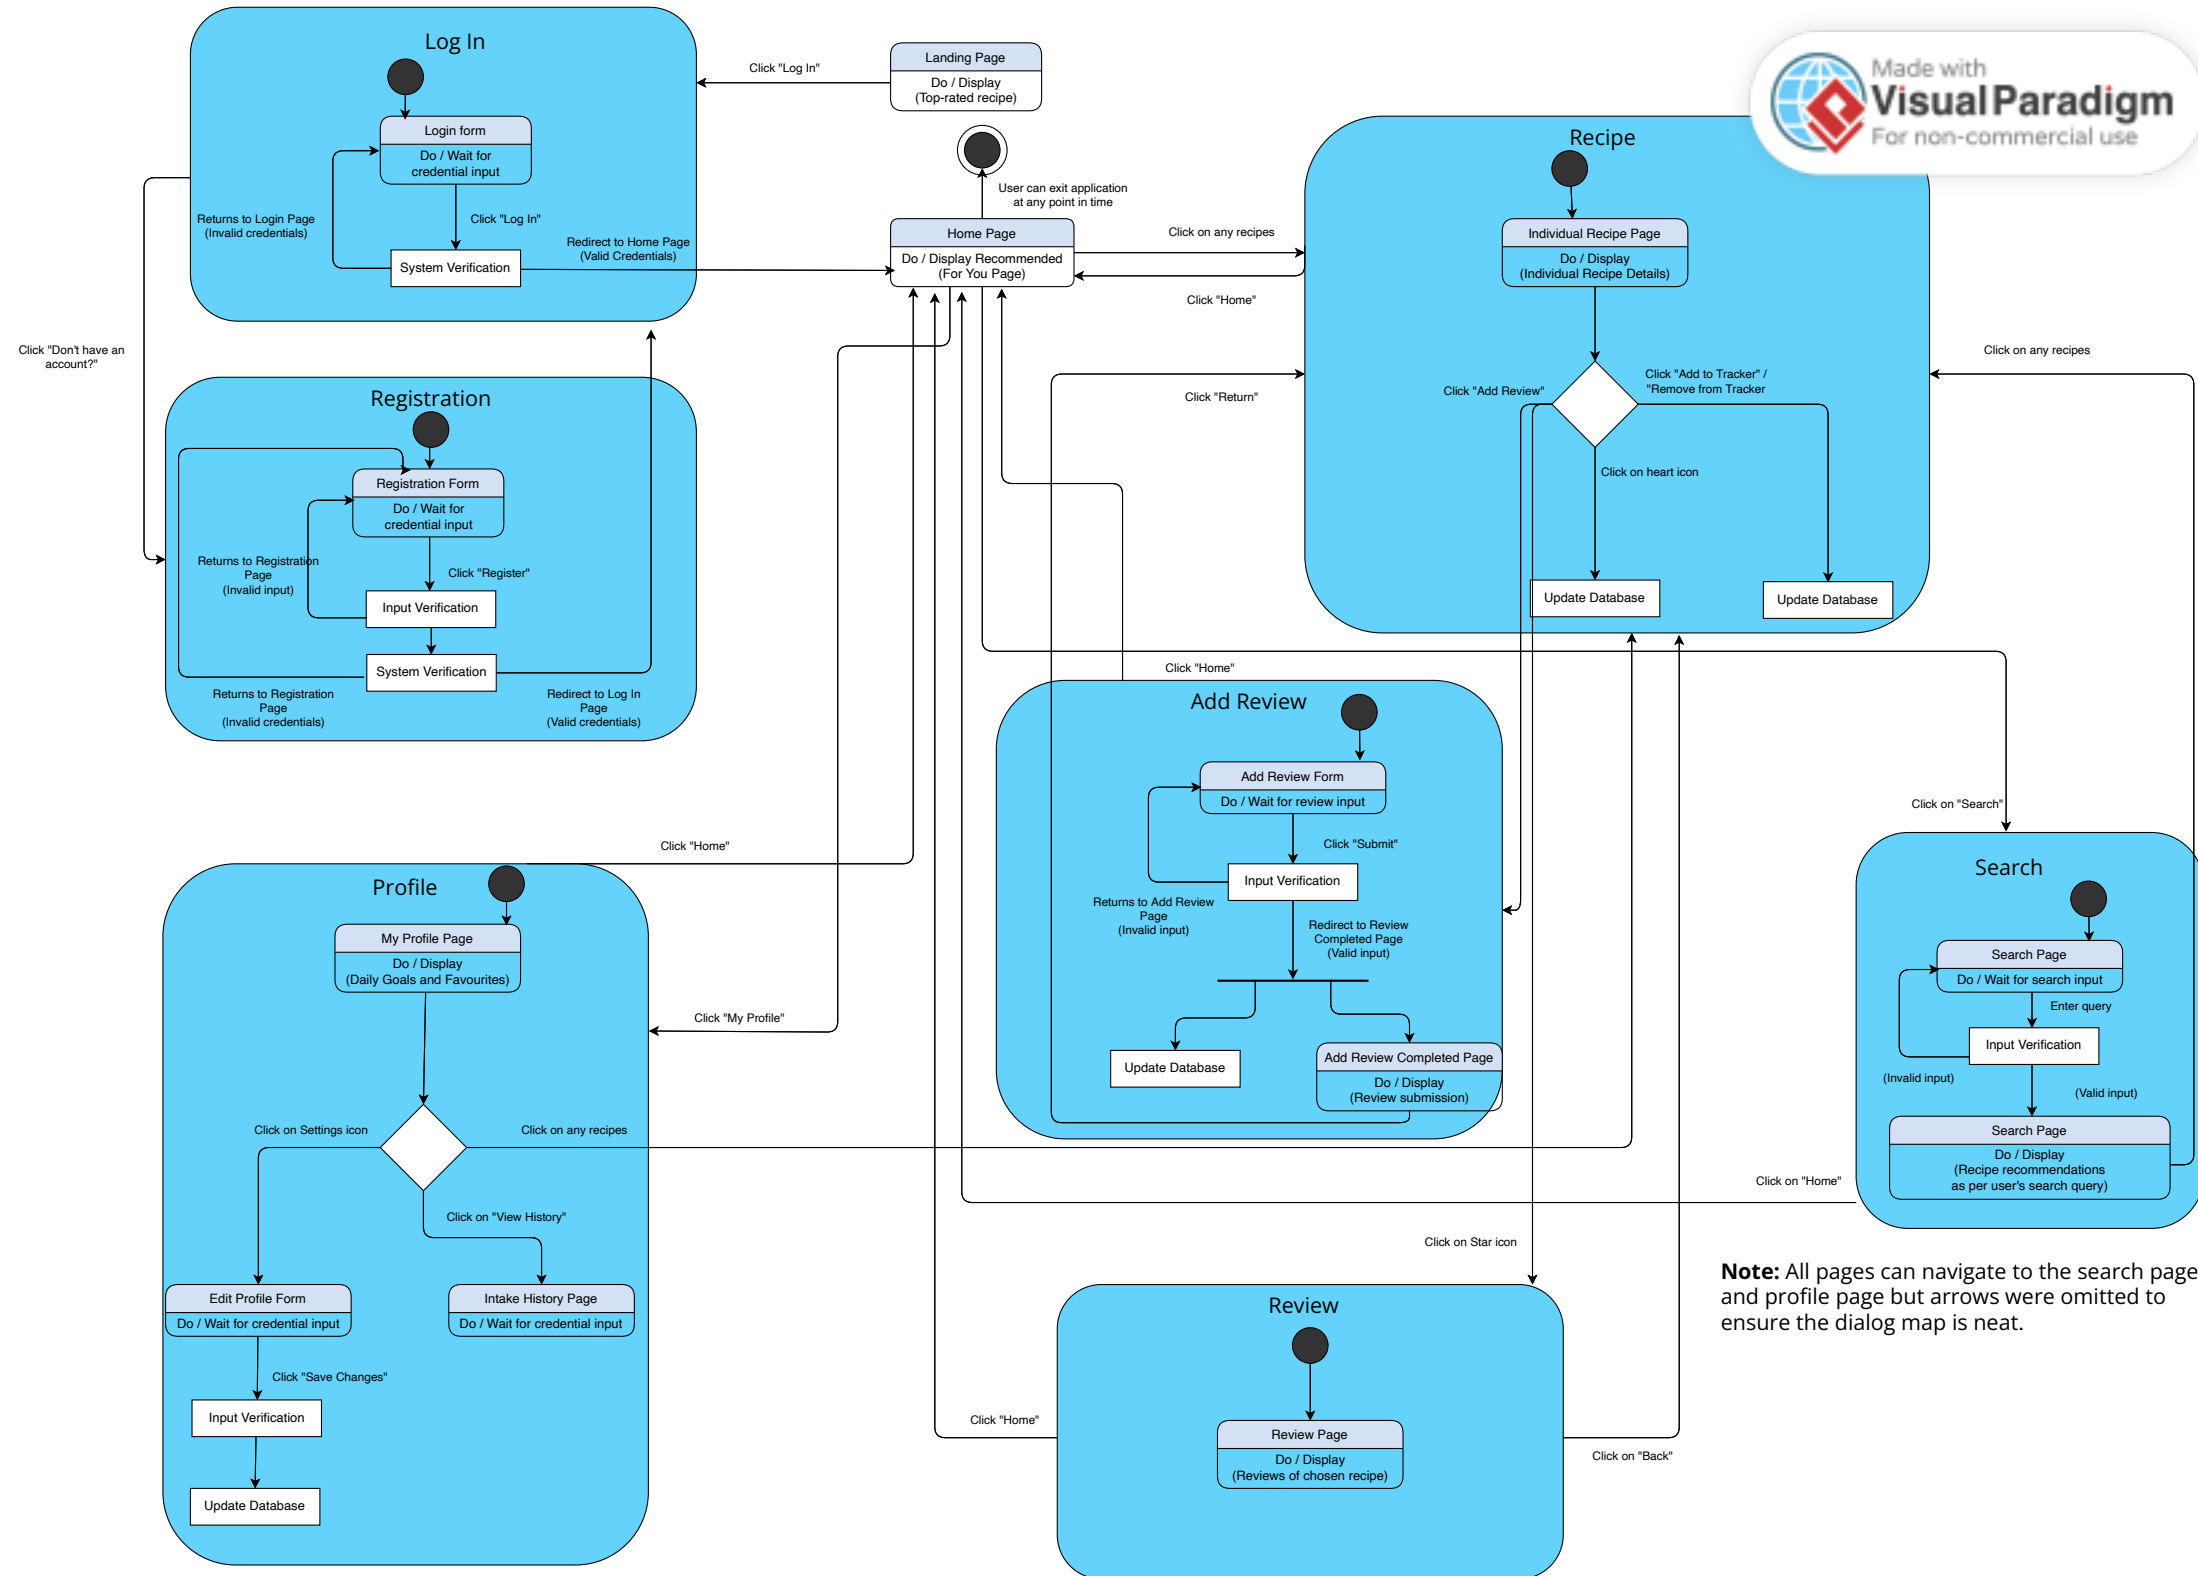 Log In
Login form
Do / Wait for
credential input
Click "Log In"
Returns to Login Page
(Invalid credentials)
System Verification
Redirect to Home Page
(Valid Credentials)
Click "Log In"
Landing Page
Do / Display
(Top-rated recipe)
User can exit application
at any point in time
Home Page
Do / Display Recommended
(For You Page)
Click on any recipes
Click "Home"
Made with
Visual Paradigm
For non-commercial use
Recipe
Individual Recipe Page
Do / Display
(Individual Recipe Details)
Click "Add Review"
Click "Add to Tracker" /
"Remove from Tracker
Click on heart icon
Update Database
Update Database
Click "Return"
Click on any recipes
Click "Don't have an
account?"
Registration
Registration Form
Do / Wait for
credential input
Returns to Registration
Page
(Invalid input)
Click "Register"
Input Verification
System Verification
Returns to Registration
Page
(Invalid credentials)
Redirect to Log In
Page
(Valid credentials)
Click "Home"
Add Review
Add Review Form
Do / Wait for review input
Click "Submit"
Input Verification
Returns to Add Review
Page
(Invalid input)
Redirect to Review
Completed Page
(Valid input)
Update Database
Add Review Completed Page
Do / Display
(Review submission)
Click on "Search"
Search
Search Page
Do / Wait for search input
Enter query
Input Verification
(Invalid input)
(Valid input)
Search Page
Do / Display
(Recipe recommendations
as per user's search query)
Click on "Home"
Click "Home"
Profile
My Profile Page
Do / Display
(Daily Goals and Favourites)
Click "My Profile"
Click on Settings icon
Click on any recipes
Click on "View History"
Edit Profile Form
Do / Wait for credential input
Intake History Page
Do / Wait for credential input
Click "Save Changes"
Input Verification
Update Database
Click on Star icon
Review
Review Page
Do / Display
(Reviews of chosen recipe)
Click "Home"
Click on "Back"
Note: All pages can navigate to the search page
and profile page but arrows were omitted to
ensure the dialog map is neat.